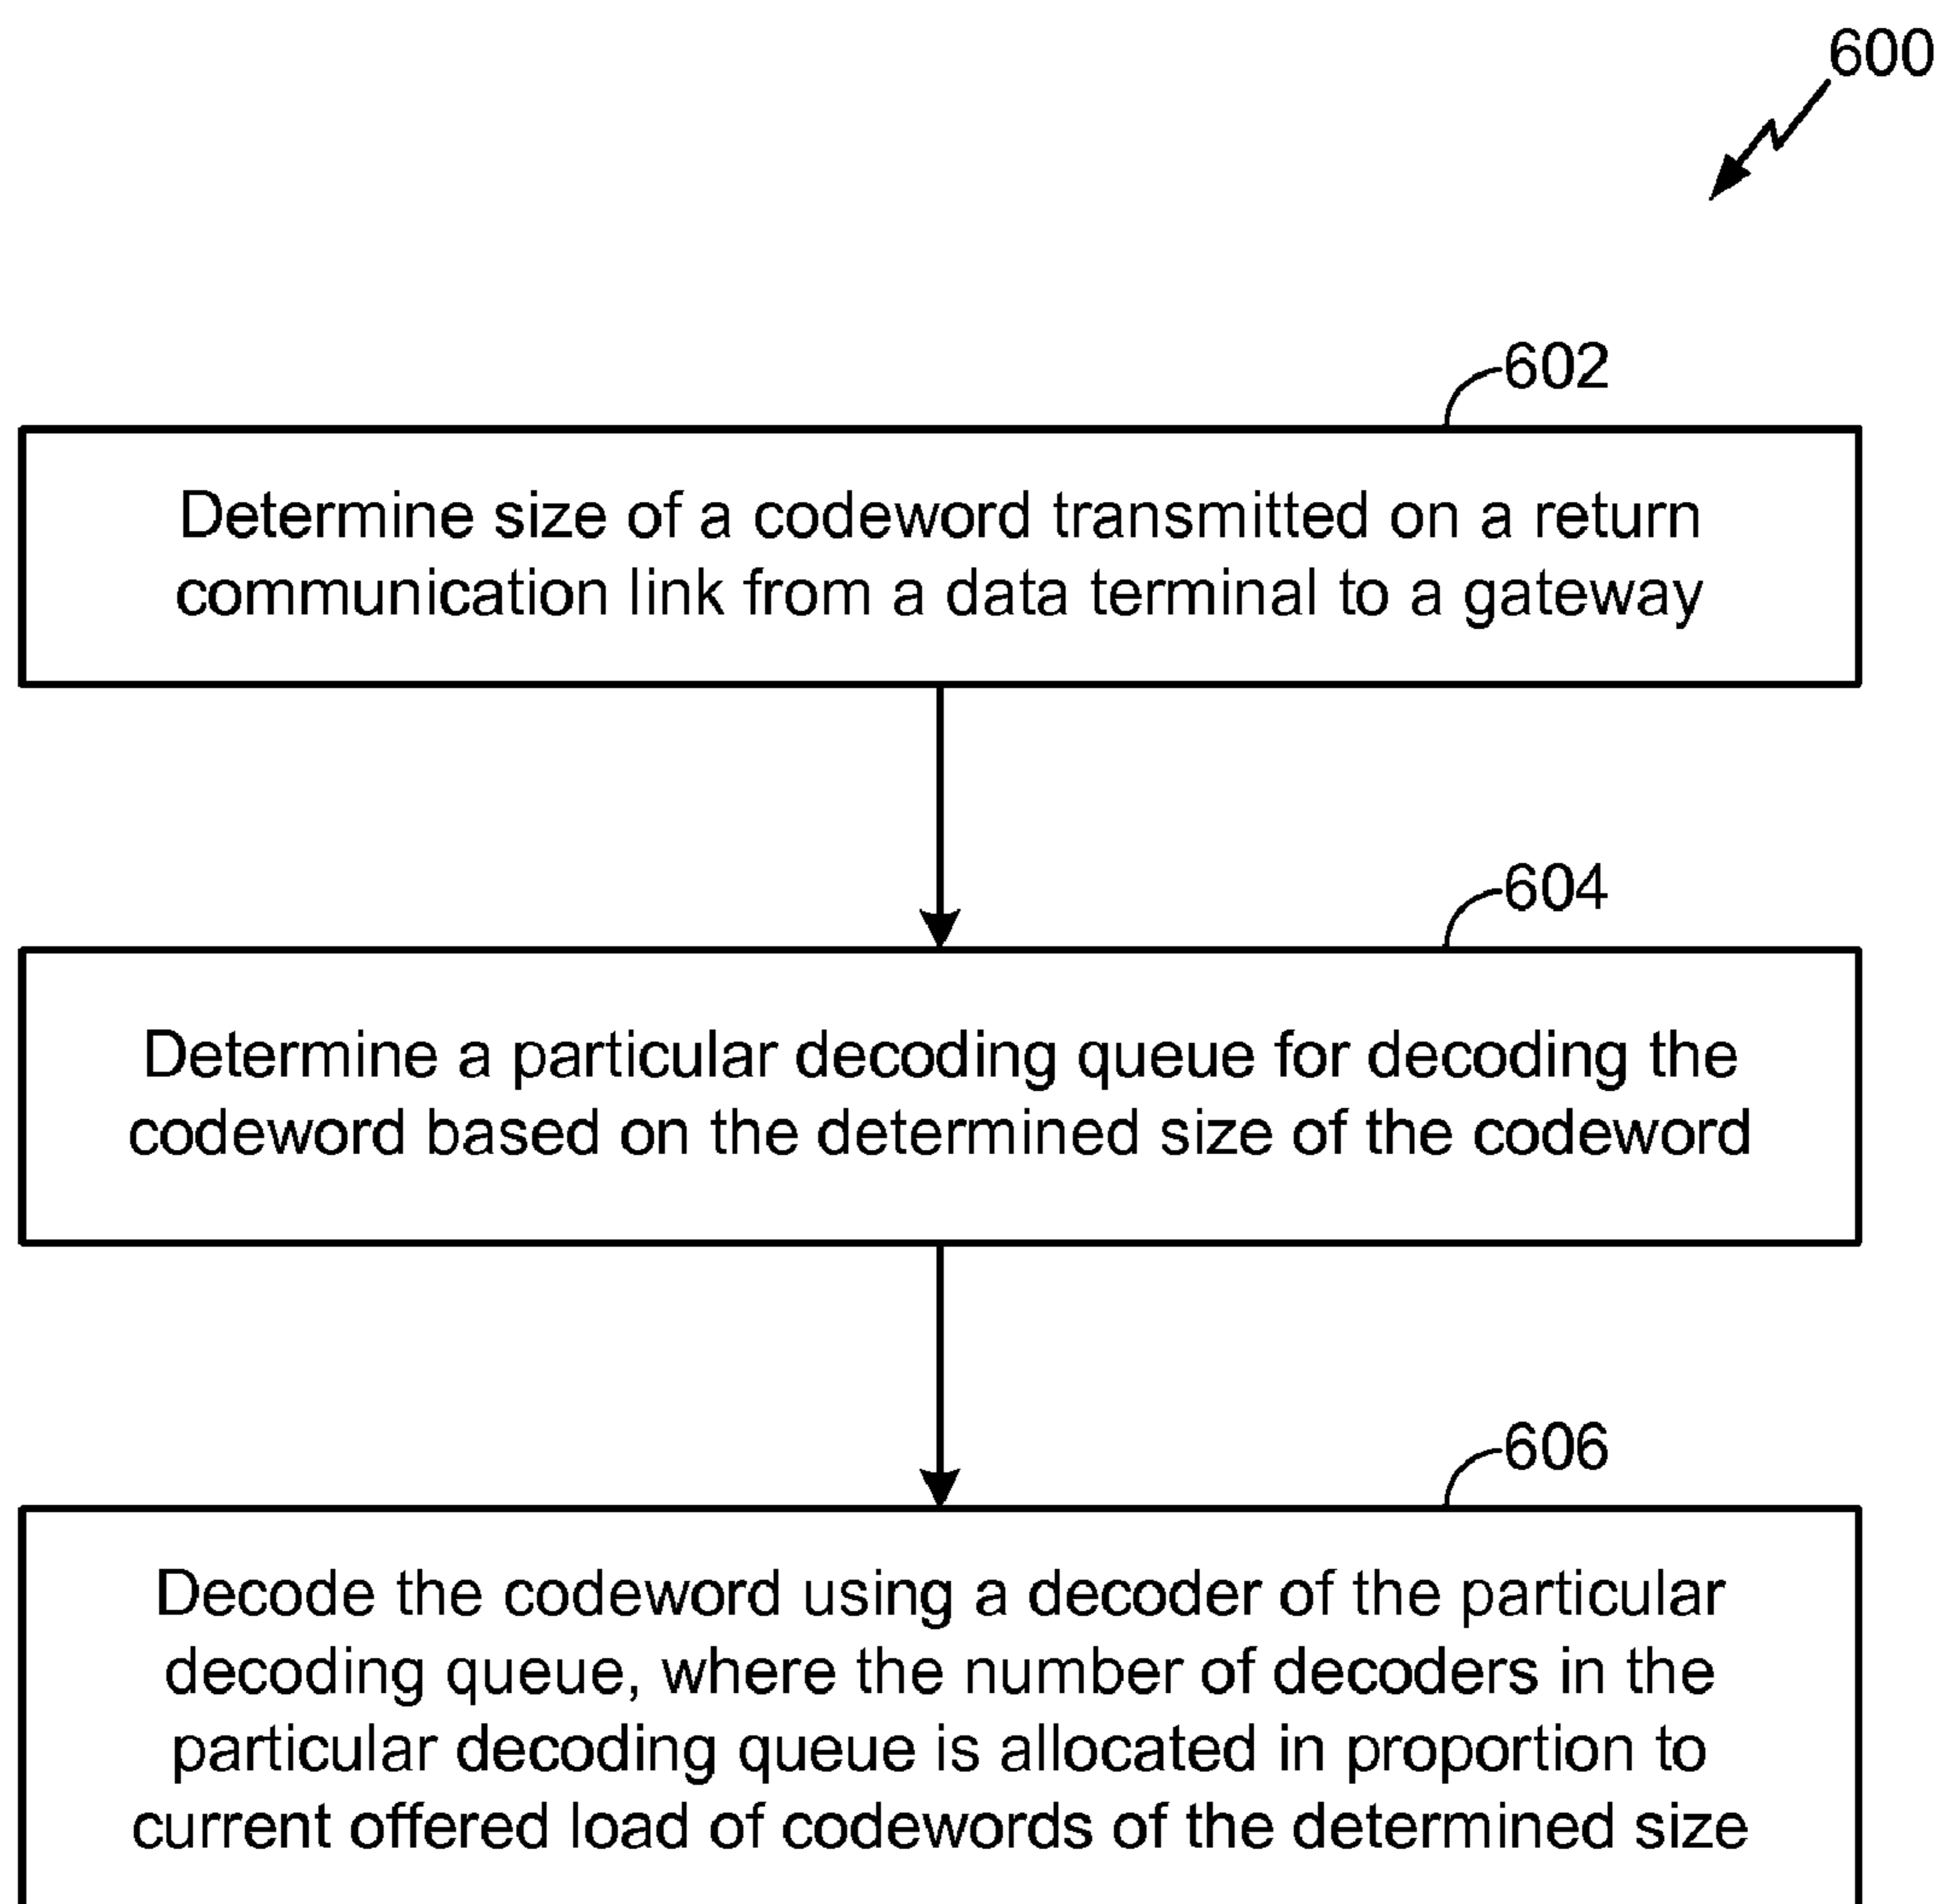 600
602
Determine size of a codeword transmitted on a return
communication link from a data terminal to a gateway
604
Determine a particular decoding queue for decoding the
codeword based on the determined size of the codeword
606
Decode the codeword using a decoder of the particular
decoding queue, where the number of decoders in the
particular decoding queue is allocated in proportion to
current offered load of codewords of the determined size